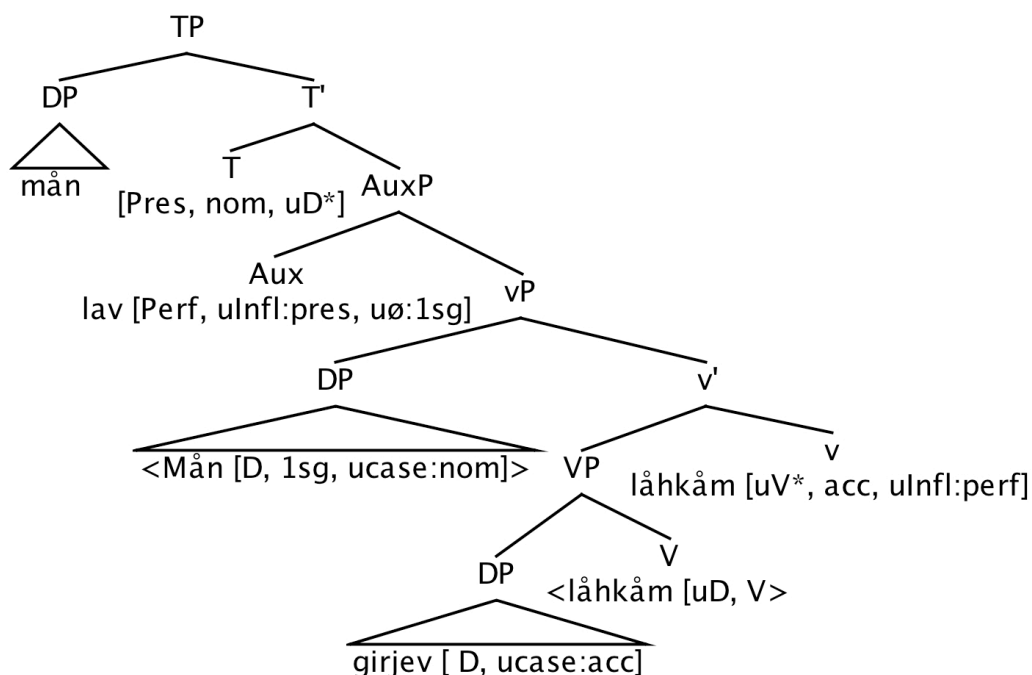 TP
DP T'
mån
T
AuxP
[Pres, nom, uD*]
Aux
vP
lav [Perf, uInfl:pres, uø:1sg]
DP v'
<Mån [D, 1sg, ucase:nom]>
VP
v
låhkåm [uV*, acc, uInfl:perf]
DP
V
<låhkåm [uD, V>
girjev [ D, ucase:acc]